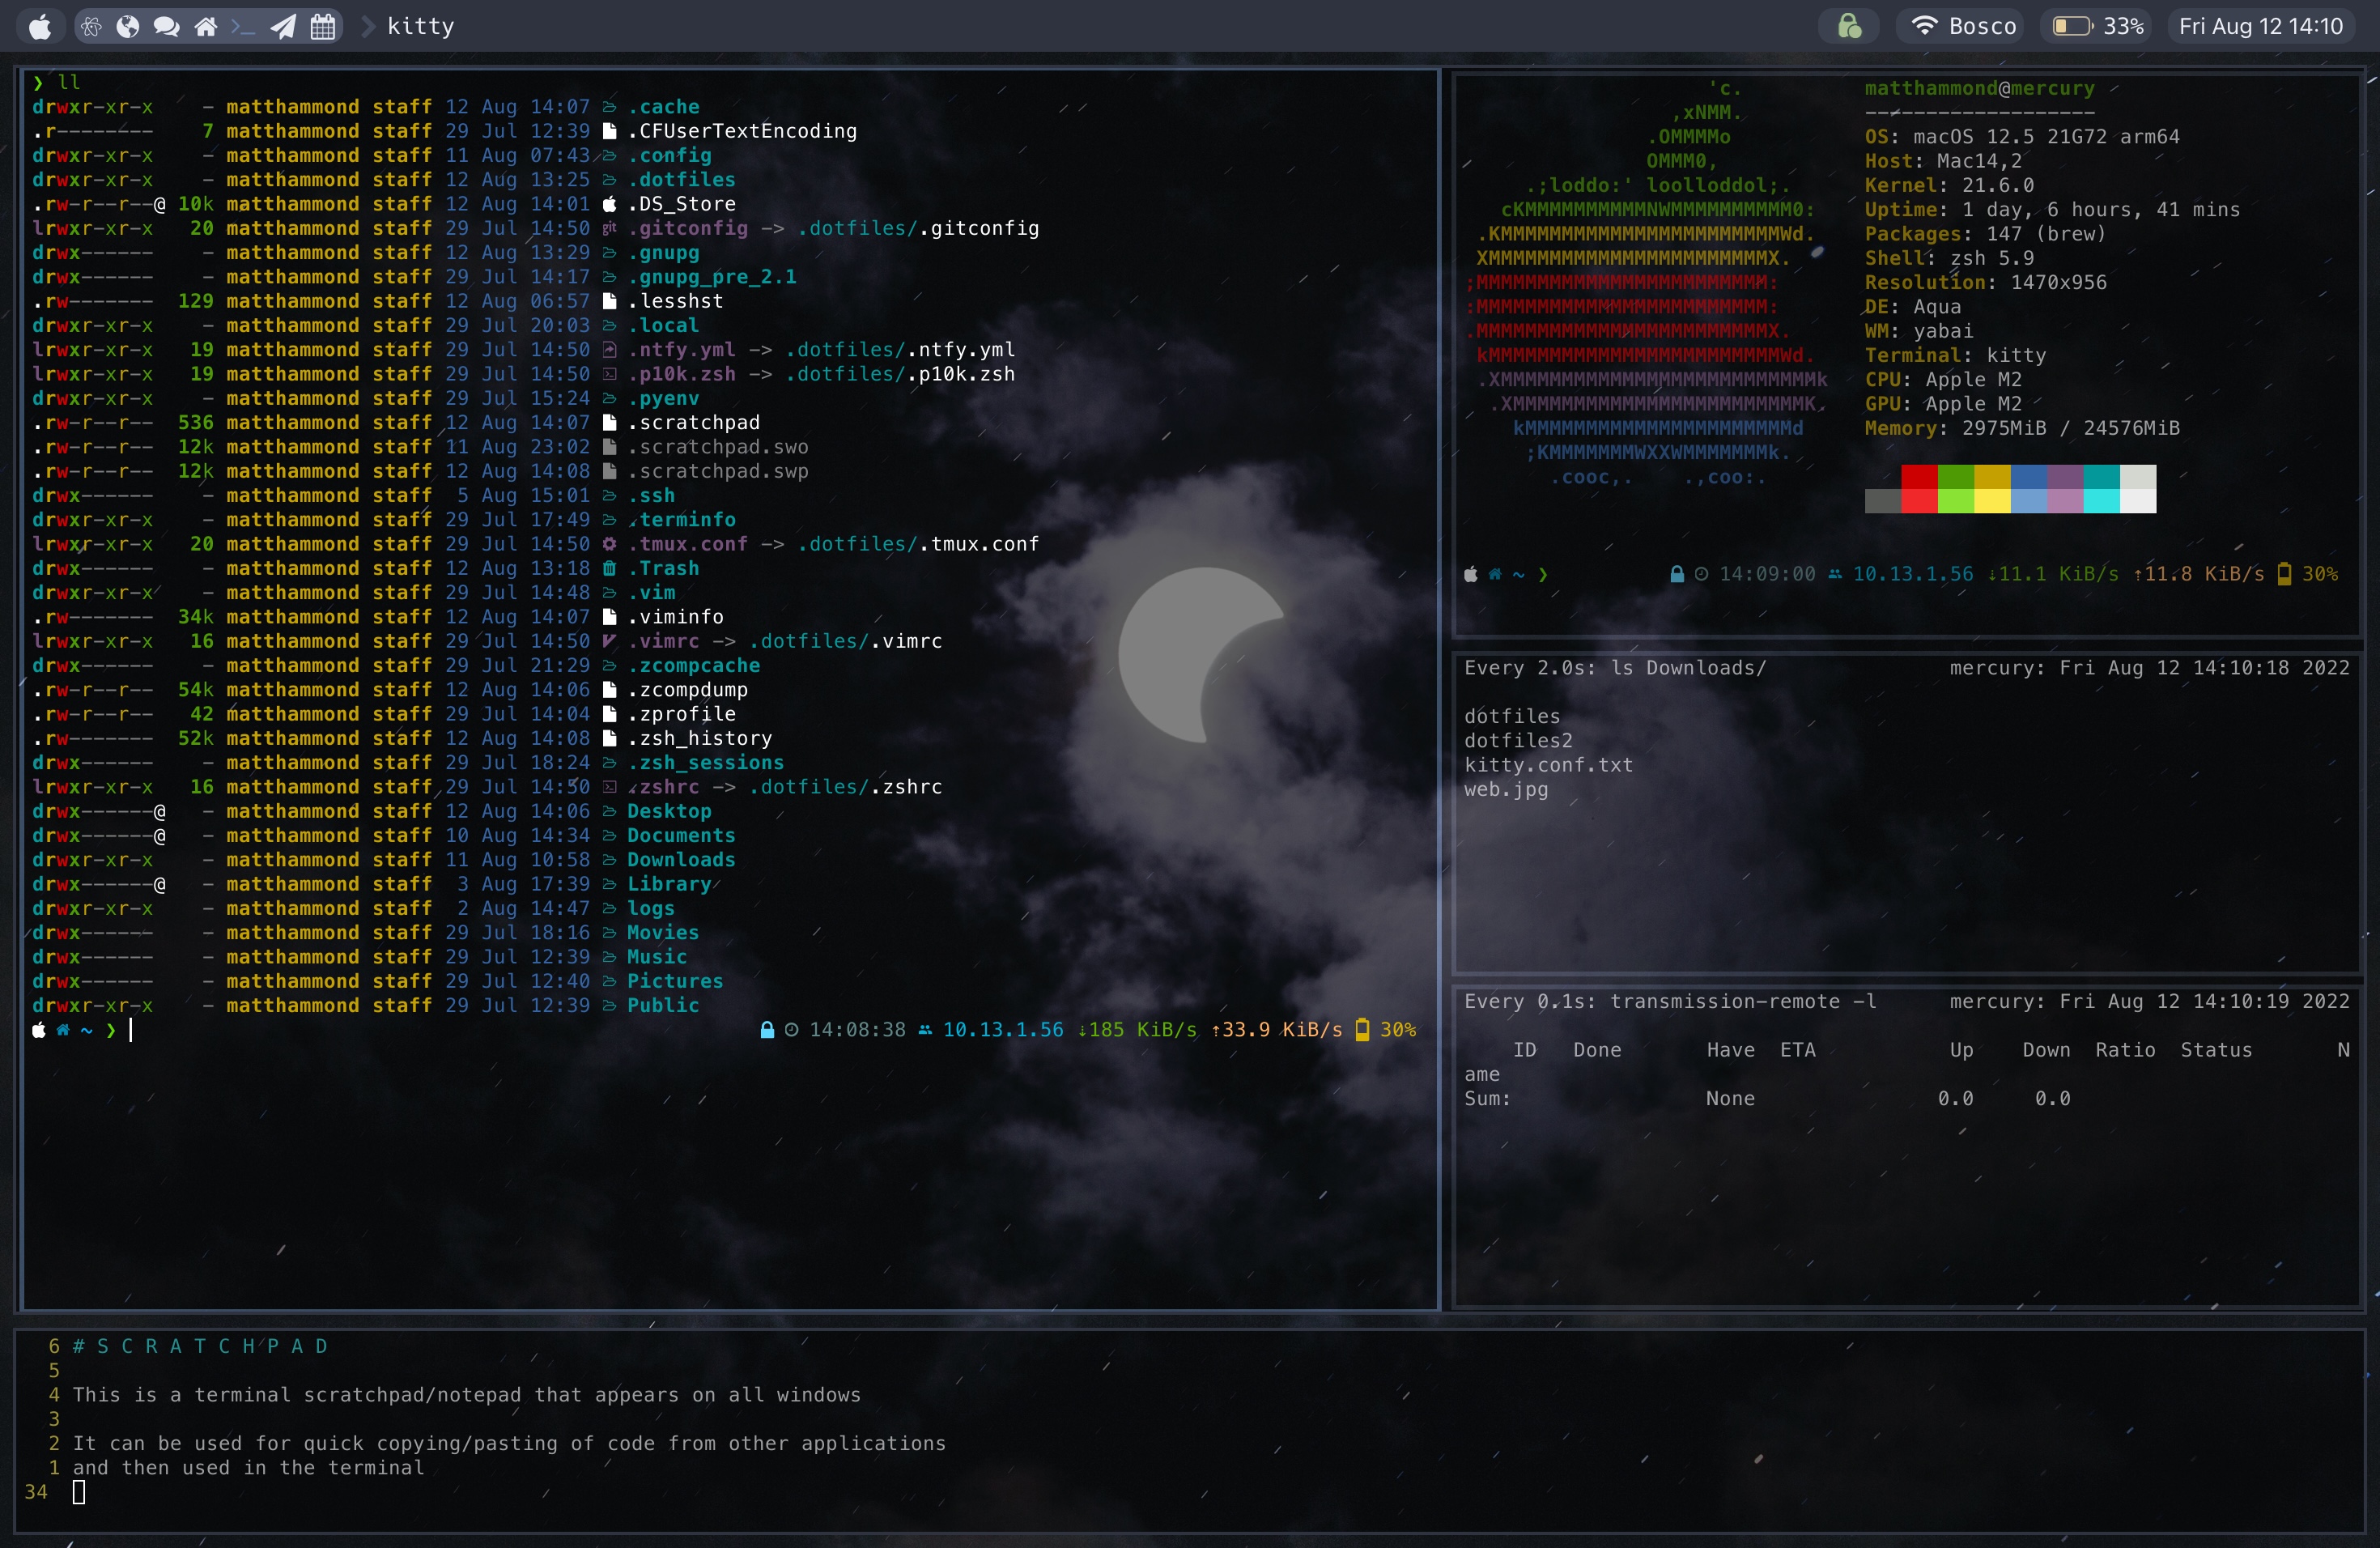 kitty
Bosco
33%
Fri Aug 12 14:10
❯ ll
drwxr-xr-x    - matthammond staff 12 Aug 14:07 .cache
.r--------    7 matthammond staff 29 Jul 12:39 .CFUserTextEncoding
drwxr-xr-x    - matthammond staff 11 Aug 07:43 .config
drwxr-xr-x    - matthammond staff 12 Aug 13:25 .dotfiles
.rw-r--r--@ 10k matthammond staff 12 Aug 14:01 .DS_Store
lrwxr-xr-x   20 matthammond staff 29 Jul 14:50 git .gitconfig -> .dotfiles/.gitconfig
drwx------    - matthammond staff 12 Aug 13:29 .gnupg
drwx------    - matthammond staff 29 Jul 14:17 .gnupg_pre_2.1
.rw-------  129 matthammond staff 12 Aug 06:57 .lesshst
drwxr-xr-x    - matthammond staff 29 Jul 20:03 .local
lrwxr-xr-x   19 matthammond staff 29 Jul 14:50 .ntfy.yml -> .dotfiles/.ntfy.yml
lrwxr-xr-x   19 matthammond staff 29 Jul 14:50 .p10k.zsh -> .dotfiles/.p10k.zsh
drwxr-xr-x    - matthammond staff 29 Jul 15:24 .pyenv
.rw-r--r--  536 matthammond staff 12 Aug 14:07 .scratchpad
.rw-r--r--  12k matthammond staff 11 Aug 23:02 .scratchpad.swo
.rw-r--r--  12k matthammond staff 12 Aug 14:08 .scratchpad.swp
drwx------    - matthammond staff  5 Aug 15:01 .ssh
drwxr-xr-x    - matthammond staff 29 Jul 17:49 .terminfo
lrwxr-xr-x   20 matthammond staff 29 Jul 14:50 .tmux.conf -> .dotfiles/.tmux.conf
drwx------    - matthammond staff 12 Aug 13:18 .Trash
drwxr-xr-x    - matthammond staff 29 Jul 14:48 .vim
.rw-------  34k matthammond staff 12 Aug 14:07 .viminfo
lrwxr-xr-x   16 matthammond staff 29 Jul 14:50 .vimrc -> .dotfiles/.vimrc
drwx------    - matthammond staff 29 Jul 21:29 .zcompcache
.rw-r--r--  54k matthammond staff 12 Aug 14:06 .zcompdump
.rw-r--r--   42 matthammond staff 29 Jul 14:04 .zprofile
.rw-------  52k matthammond staff 12 Aug 14:08 .zsh_history
drwx------    - matthammond staff 29 Jul 18:24 .zsh_sessions
lrwxr-xr-x   16 matthammond staff 29 Jul 14:50 .zshrc -> .dotfiles/.zshrc
drwx------@   - matthammond staff 12 Aug 14:06 Desktop
drwx------@   - matthammond staff 10 Aug 14:34 Documents
drwxr-xr-x    - matthammond staff 11 Aug 10:58 Downloads
drwx------@   - matthammond staff  3 Aug 17:39 Library
drwxr-xr-x    - matthammond staff  2 Aug 14:47 logs
drwx------    - matthammond staff 29 Jul 18:16 Movies
drwx------    - matthammond staff 29 Jul 12:39 Music
drwx------    - matthammond staff 29 Jul 12:40 Pictures
drwxr-xr-x    - matthammond staff 29 Jul 12:39 Public
~ ❯ 14:08:38 10.13.1.56 ↓185 KiB/s ↑33.9 KiB/s 30%
'c.
,xNMM.
.OMMMMo
OMMM0,
.;loddo:' loolloddol;.
cKMMMMMMMMMMNWMMMMMMMMMM0:
.KMMMMMMMMMMMMMMMMMMMMMMMWd.
XMMMMMMMMMMMMMMMMMMMMMMMX.
;MMMMMMMMMMMMMMMMMMMMMMMM:
:MMMMMMMMMMMMMMMMMMMMMMMM:
.MMMMMMMMMMMMMMMMMMMMMMMMX.
kMMMMMMMMMMMMMMMMMMMMMMMMWd.
.XMMMMMMMMMMMMMMMMMMMMMMMMMMk
.XMMMMMMMMMMMMMMMMMMMMMMMMK.
kMMMMMMMMMMMMMMMMMMMMMMd
;KMMMMMMMWXXWMMMMMMMk.
.cooc,.    .,coo:.
matthammond@mercury
-------------------
OS: macOS 12.5 21G72 arm64
Host: Mac14,2
Kernel: 21.6.0
Uptime: 1 day, 6 hours, 41 mins
Packages: 147 (brew)
Shell: zsh 5.9
Resolution: 1470x956
DE: Aqua
WM: yabai
Terminal: kitty
CPU: Apple M2
GPU: Apple M2
Memory: 2975MiB / 24576MiB
~ ❯ 14:09:00 10.13.1.56 ↓11.1 KiB/s ↑11.8 KiB/s 30%
Every 2.0s: ls Downloads/    mercury: Fri Aug 12 14:10:18 2022
dotfiles
dotfiles2
kitty.conf.txt
web.jpg
Every 0.1s: transmission-remote -l    mercury: Fri Aug 12 14:10:19 2022
ID   Done   Have  ETA   Up   Down  Ratio  Status   N
ame
Sum:   None   0.0   0.0
6 # S C R A T C H P A D
5
4 This is a terminal scratchpad/notepad that appears on all windows
3
2 It can be used for quick copying/pasting of code from other applications
1 and then used in the terminal
34